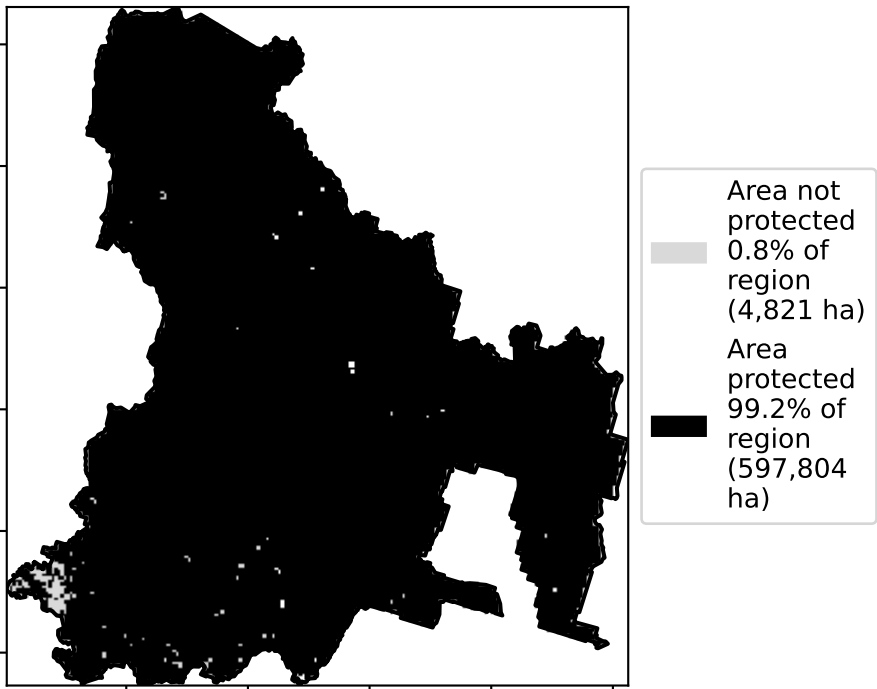 Area not
protected
0.8% of
region
(4,821 ha)
Area
protected
99.2% of
region
(597,804
ha)